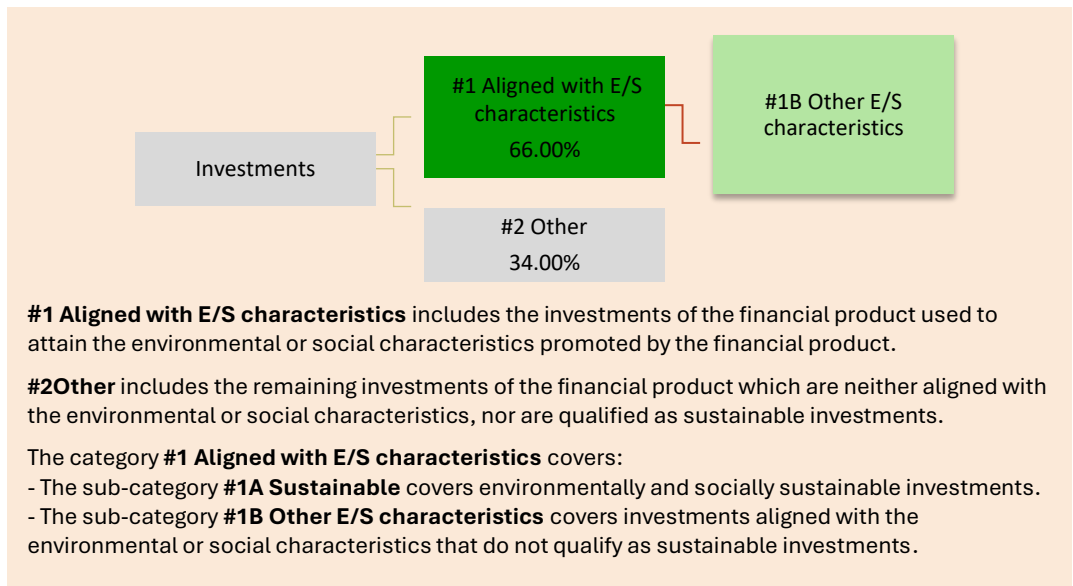 #1 Aligned with E/S
characteristics
66.00%
#1B Other E/S
characteristics
Investments
#2 Other
34.00%
#1 Aligned with E/S characteristics includes the investments of the financial product used to
attain the environmental or social characteristics promoted by the financial product.
#2Other includes the remaining investments of the financial product which are neither aligned with
the environmental or social characteristics, nor are qualified as sustainable investments.
The category #1 Aligned with E/S characteristics covers:
- The sub-category #1A Sustainable covers environmentally and socially sustainable investments.
- The sub-category #1B Other E/S characteristics covers investments aligned with the
environmental or social characteristics that do not qualify as sustainable investments.